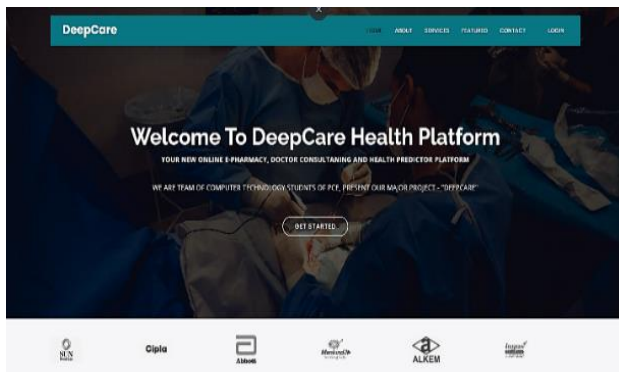 DeepCare
HOME ABOUT SERVICES FEATURED CONTACT LOGIN
Welcome To DeepCare Health Platform
YOUR NEW ONLINE E-PHARMACY, DOCTOR CONSULTANING AND HEALTH PREDICTOR PLATFORM
WE ARE TEAM OF COMPUTER TECHNOLOGY STUDNTS OF PCE, PRESENT OUR MAJOR PROJECT - "DEEPCARE"
GET STARTED
SUN
Cipla
Abbott
ALKEM